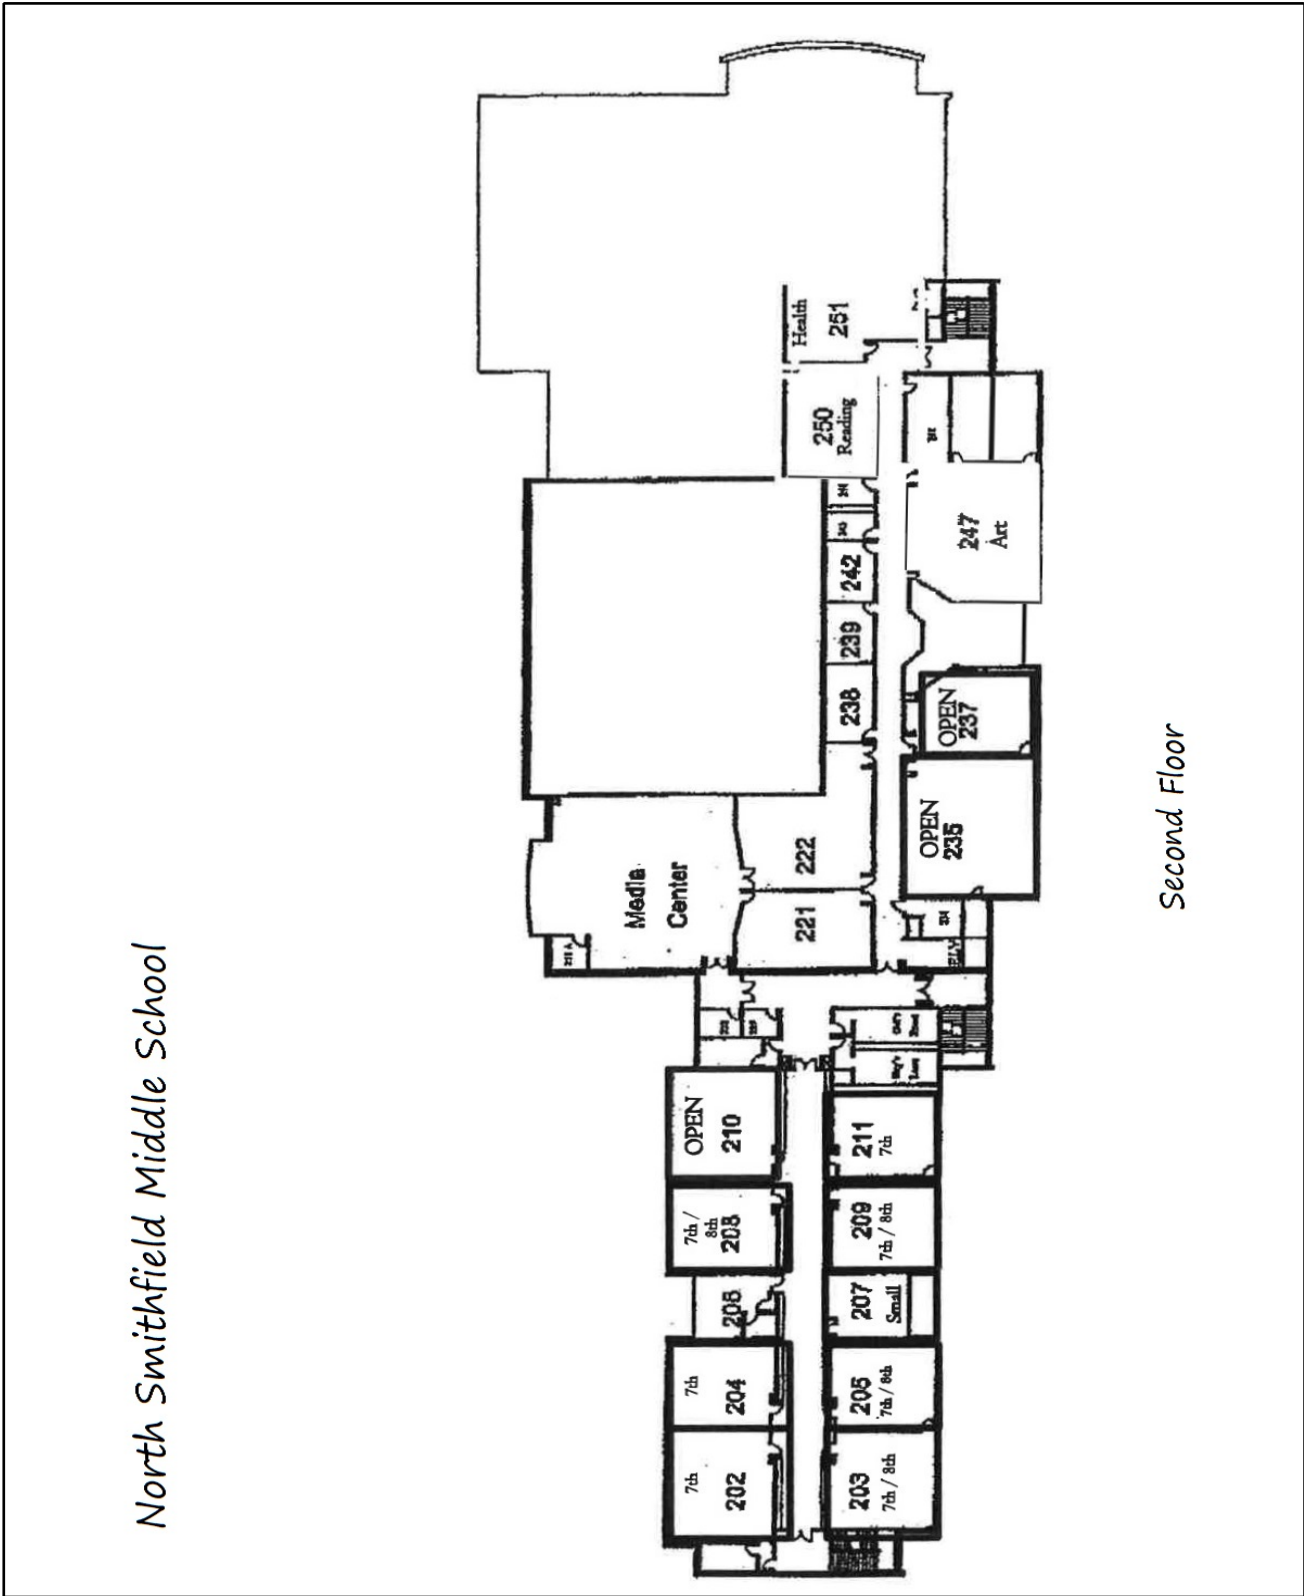 North Smithfield Middle School
7th
202
7th
204
206
7th /
8th
208
OPEN
210
203
7th / 8th
205
7th / 8th
207
Small
209
7th / 8th
211
7th
Media
Center
221
222
238
239
242
250
Reading
Health
251
OPEN
235
OPEN
237
247
Art
Second Floor